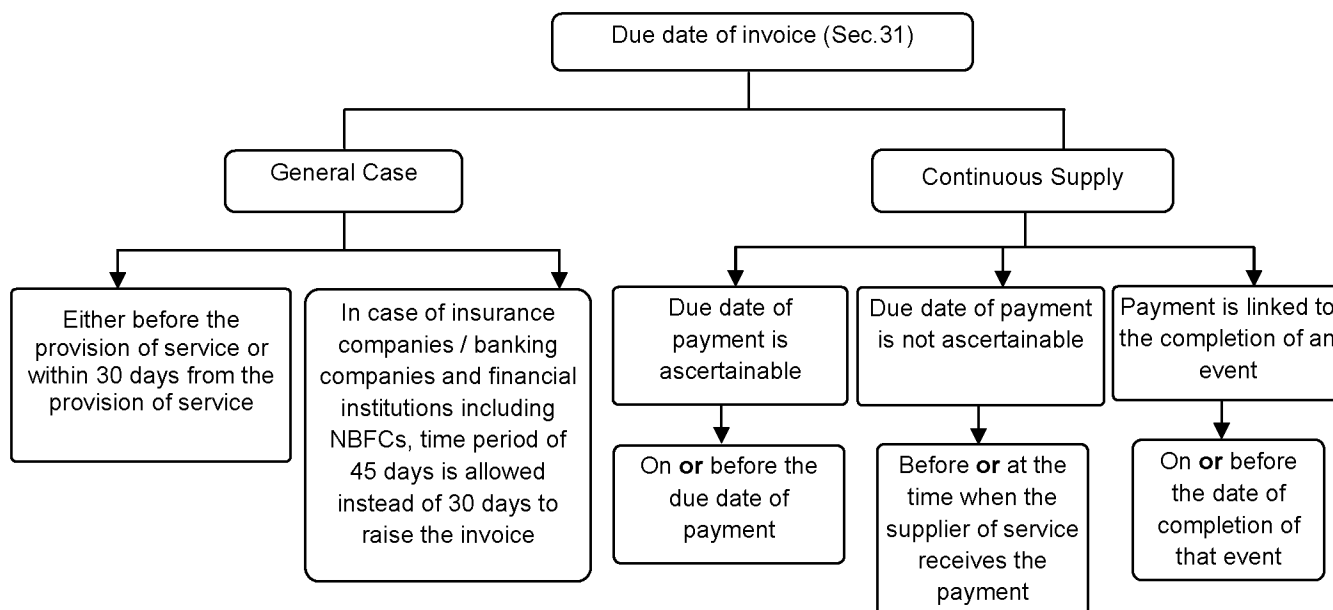 Due date of invoice (Sec.31)
General Case
Continuous Supply
Either before the
provision of service or
within 30 days from the
provision of service
In case of insurance
companies / banking
companies and financial
institutions including
NBFCs, time period of
45 days is allowed
instead of 30 days to
raise the invoice
Due date of
payment is
ascertainable
Due date of payment
is not ascertainable
Payment is linked to
the completion of an
event
On or before the
due date of
payment
Before or at the
time when the
supplier of service
receives the
payment
On or before
the date of
completion of
that event